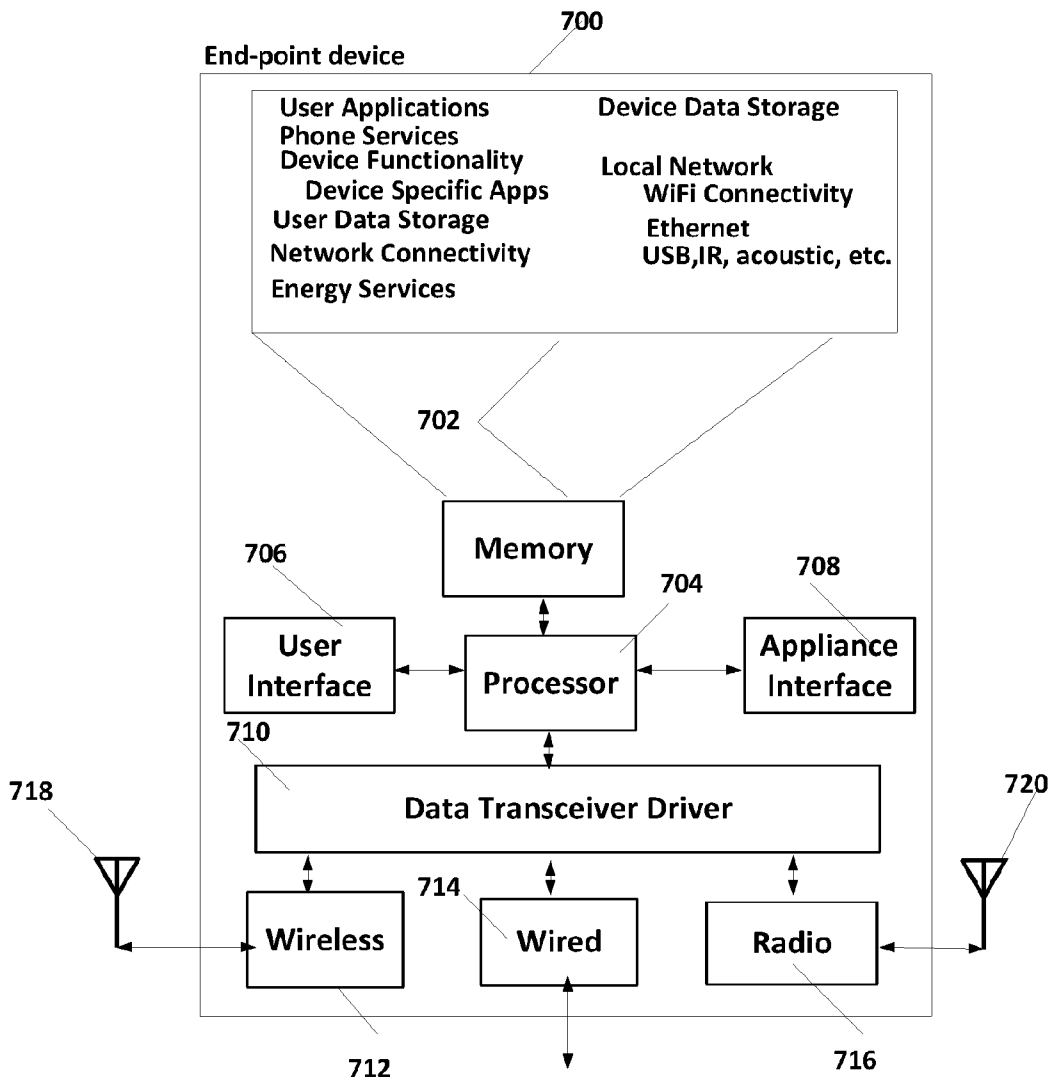 700
End-point device
User Applications
Phone Services
Device Functionality
Device Specific Apps
User Data Storage
Network Connectivity
Energy Services
Device Data Storage
Local Network
WiFi Connectivity
Ethernet
USB,IR, acoustic, etc.
702
Memory
706
704
708
User
Interface
Processor
Appliance
Interface
710
Data Transceiver Driver
718
720
714
Wireless
Wired
Radio
712
716